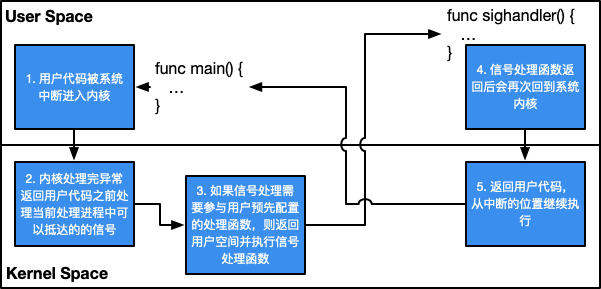 User Space
1. 用户代码被系统
中断进入内核
func main() {
...
}
func sighandler() {
...
}
4. 信号处理函数返
回后会再次回到系统
内核
2. 内核处理完异常
返回用户代码之前处
理当前处理进程中可
以抵达的的信号
3. 如果信号处理需
要参与用户预先配置
的处理函数，则返回
用户空间并执行信号
处理函数
5. 返回用户代码，
从中断的位置继续执
行
Kernel Space